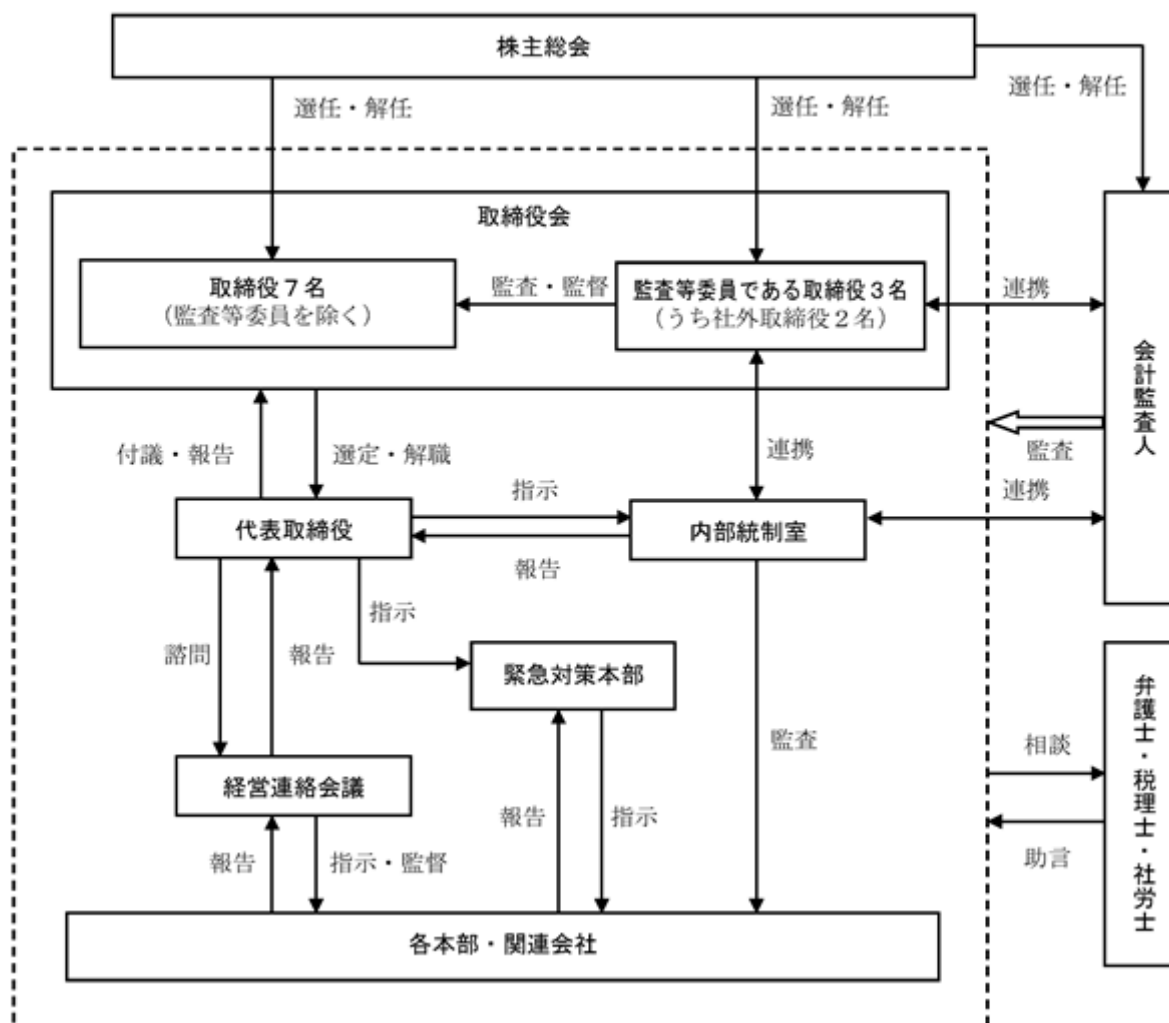 株主総会
選任・解任
選任・解任
選任・解任
取締役会
取締役７名
（監査等委員を除く）
監査・監督
監査等委員である取締役３名
（うち社外取締役２名）
連携
会計監査人
監査
連携
付議・報告
選定・解職
連携
代表取締役
指示
報告
内部統制室
諮問
報告
指示
緊急対策本部
監査
弁護士・税理士・社労士
相談
助言
経営連絡会議
報告
指示・監督
報告
指示
各本部・関連会社